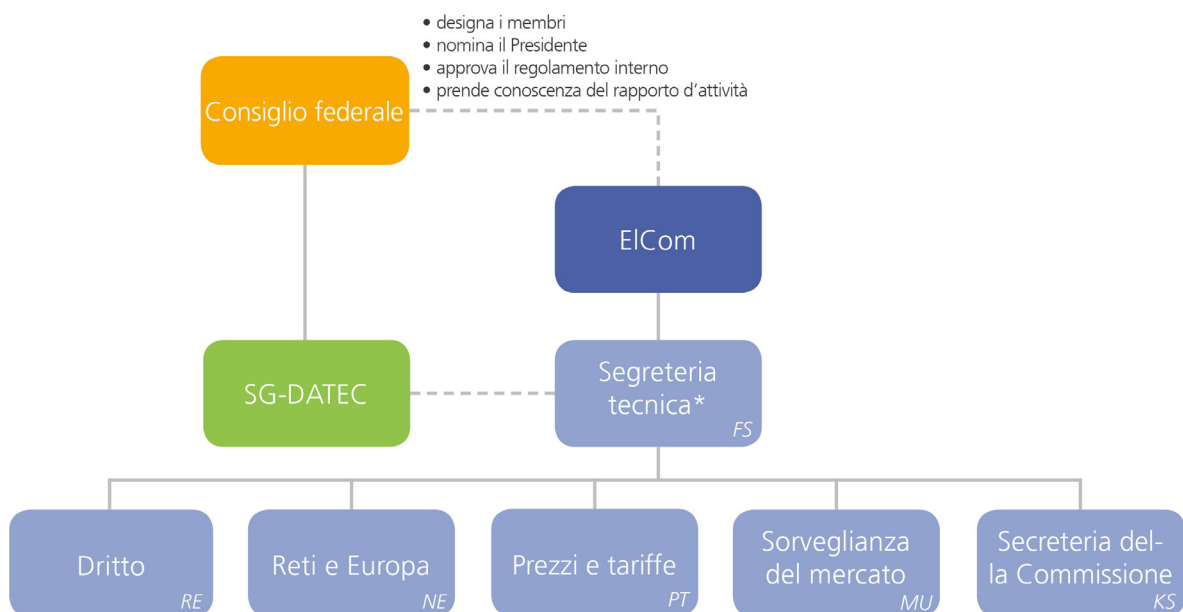 • designa i membri
• nomina il Presidente
• approva il regolamento interno
• prende conoscenza del rapporto d’attività
Consiglio federale
ElCom
SG-DATEC
Segreteria
tecnica*
FS
Dritto
RE
Reti e Europa
NE
Prezzi e tariffe
PT
Sorveglianza
del mercato
MU
Secreteria del-
la Commissione
KS